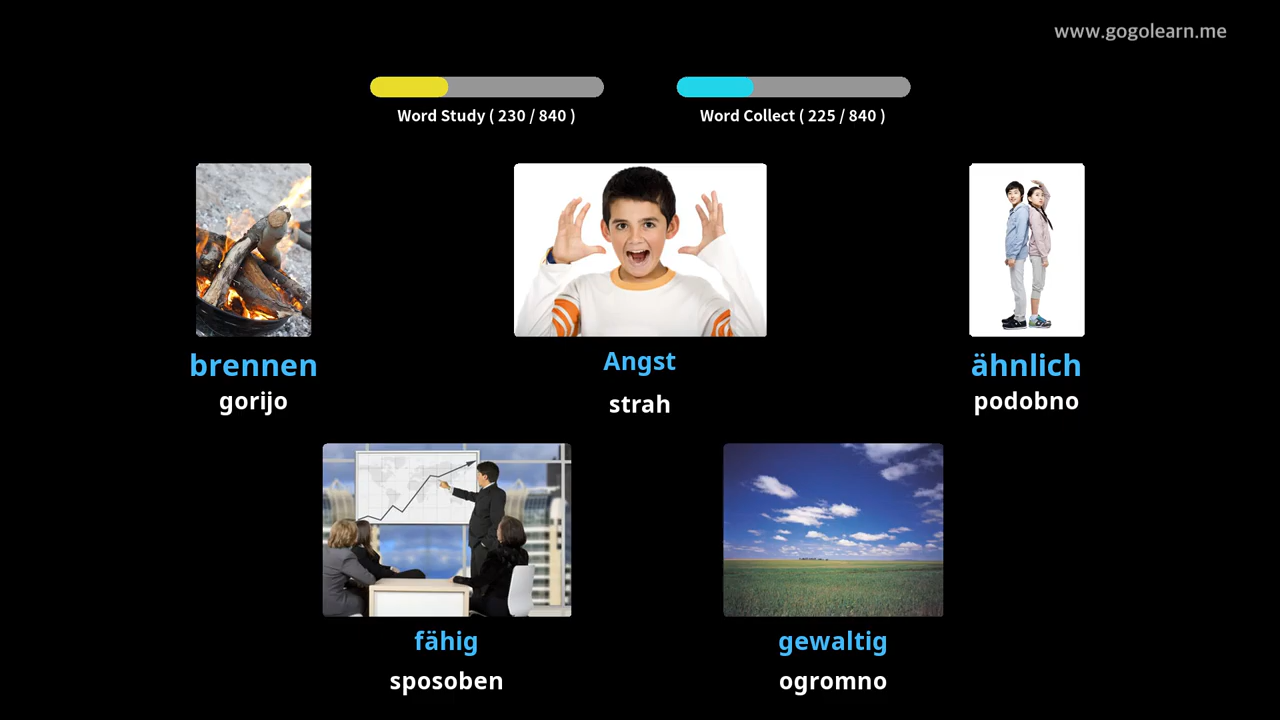 www.gogolearn.me
Word Study ( 230 / 840 )
Word Collect ( 225 / 840 )
brennen
gorijo
Angst
strah
ähnlich
podobno
fähig
sposoben
gewaltig
ogromno